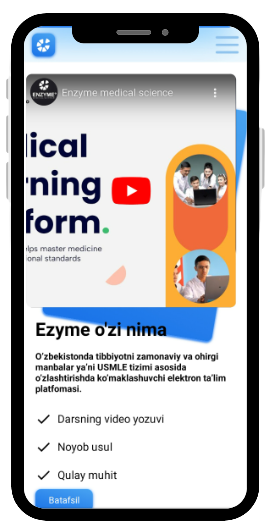 ENZYME
Enzyme medical science
ical
rning
form.
lps master medicine
ional standards
Ezyme o'zi nima
O'zbekistonda tibbiyotni zamonaviy va ohirgi
manbalar ya'ni USMLE tizimi asosida
o'zlashtirishda ko'maklashuvchi elektron ta'lim
platfomasi.
Darsning video yozuvi
Noyob usul
Qulay muhit
Batafsil